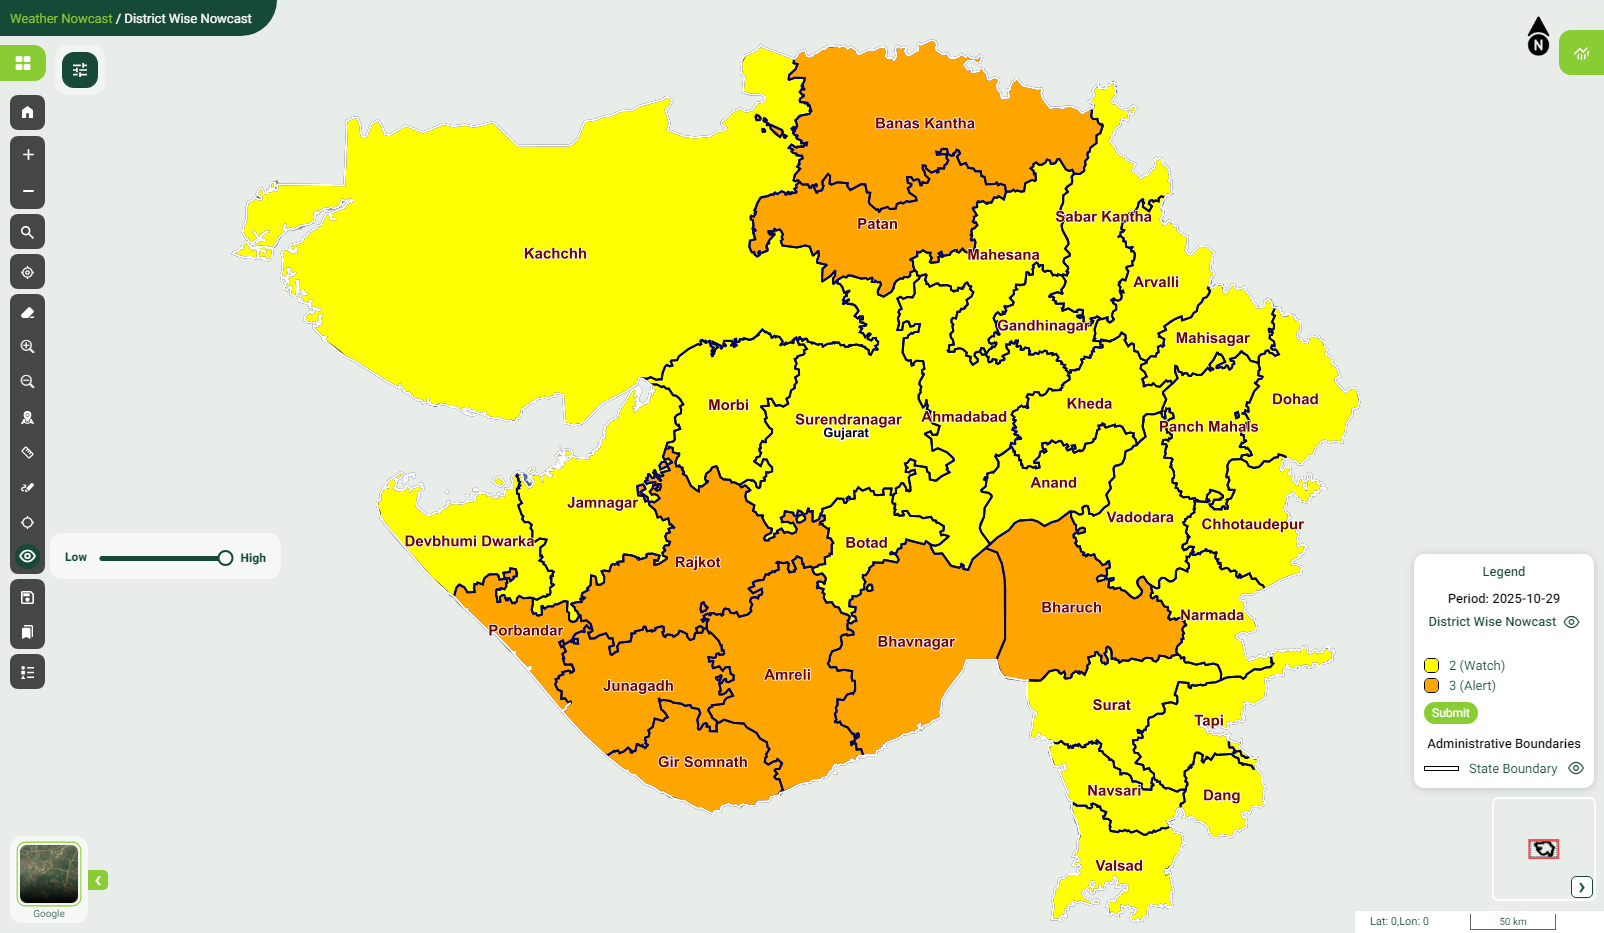 Weather Nowcast / District Wise Nowcast
N
Banas Kantha
Patan
Sabar Kantha
Kachchh
Mahesana
Arvalli
Gandhinagar
Mahisagar
Morbi
Surendranagar
Gujarat
Ahmadabad
Kheda
Panch Mahals
Dohad
Anand
Jamnagar
Vadodara
Chhotaudepur
Devbhumi Dwarka
Botad
Low
High
Rajkot
Bharuch
Narmada
Porbandar
Bhavnagar
Junagadh
Amreli
Surat
Tapi
Gir Somnath
Navsari
Dang
Valsad
Legend
Period: 2025-10-29
District Wise Nowcast
2 (Watch)
3 (Alert)
Submit
Administrative Boundaries
State Boundary
Google
Lat: 0,Lon: 0
50 km